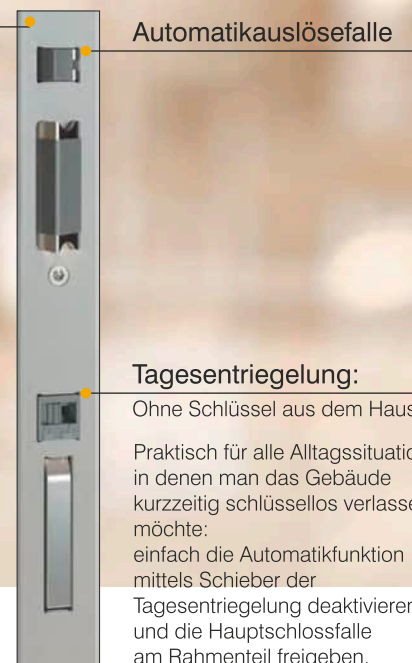 Automatikauslösefalle
Tagesentriegelung:
Ohne Schlüssel aus dem Haus
Praktisch für alle Alltagssituatio
in denen man das Gebäude
kurzzeitig schlüssellos verlasse
möchte:
einfach die Automatikfunktion
mittels Schieber der
Tagesentriegelung deaktivieren
und die Hauptschlossfalle
am Rahmenteil freigeben.